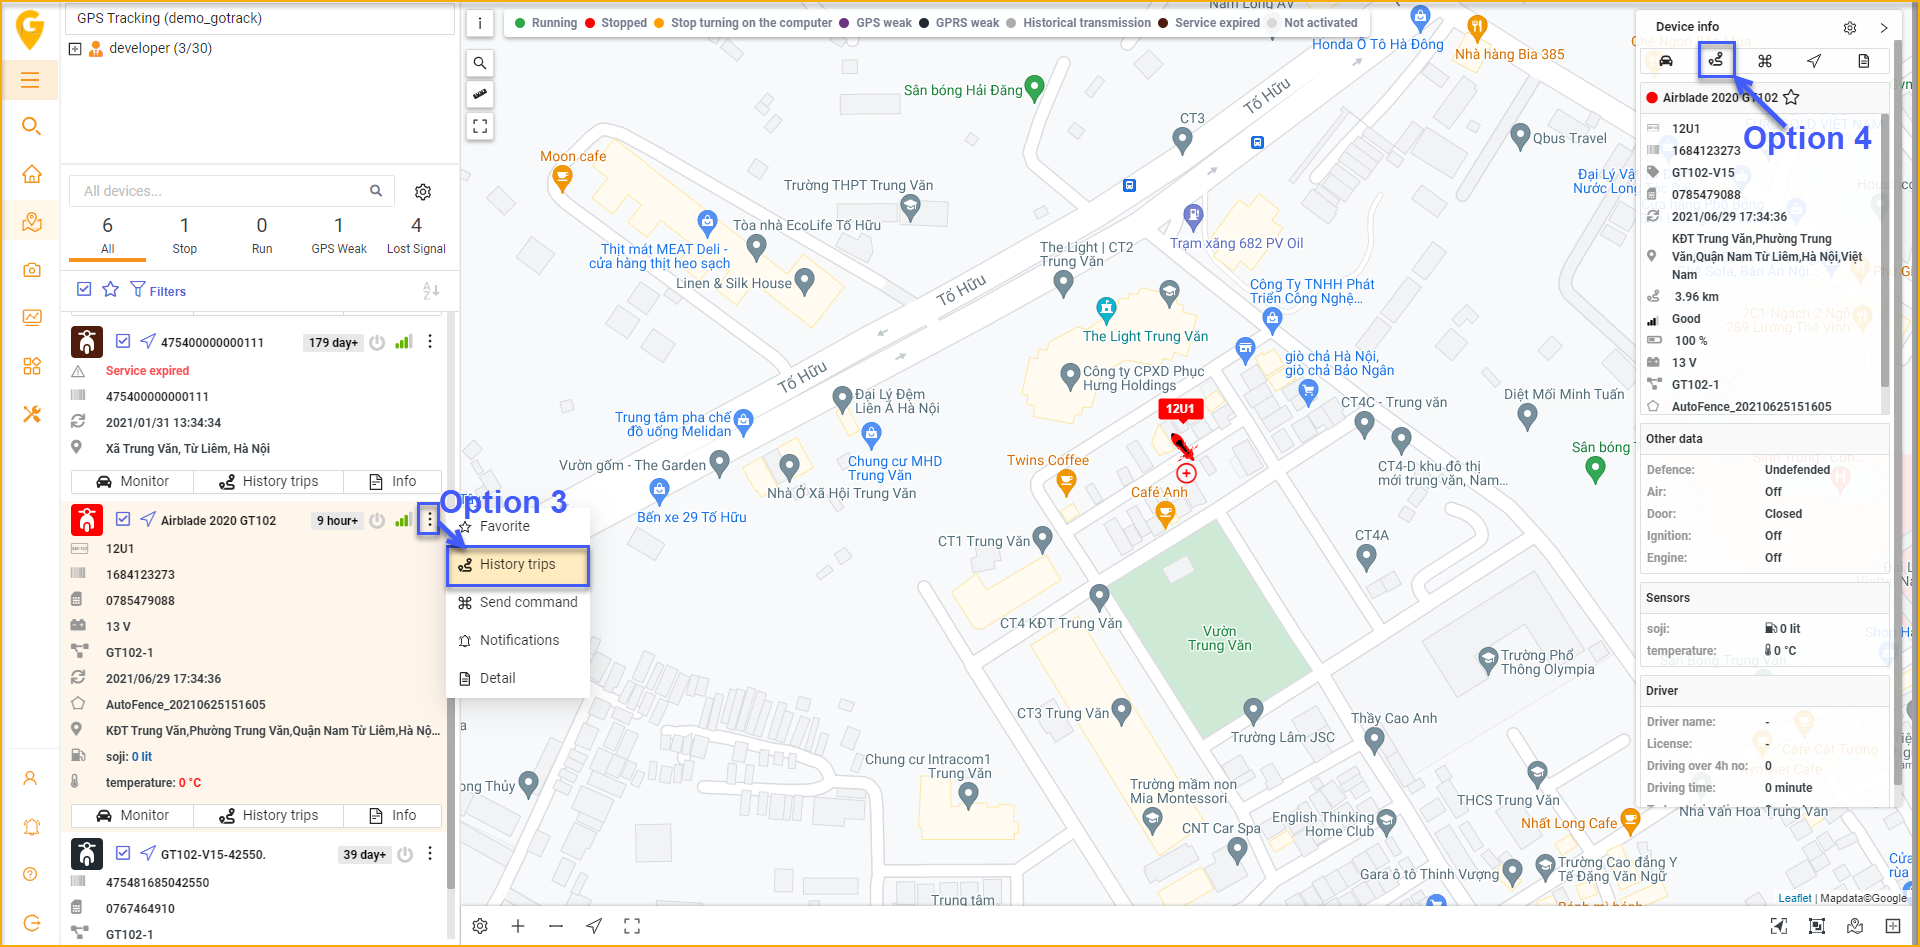 GPS Tracking (demo_gotrack)
developer (3/30)
All devices...
6 1 0 1 4
All Stop Run GPS Weak Lost Signal
Filters
475400000000111 179 day+
Service expired
475400000000111
2021/01/31 13:34:34
Xã Trung Văn, Từ Liêm, Hà Nội
Monitor History trips Info
Airblade 2020 GT102 9 hour+
12U1
1684123273
0785479088
13 V
GT102-1
2021/06/29 17:34:36
AutoFence_20210625151605
KĐT Trung Văn,Phường Trung Văn,Quận Nam Từ Liêm,Hà Nộ...
soji: 0 lit
temperature: 0 °C
Monitor History trips Info
GT102-V15-42550. 39 day+
475481685042550
0767464910
GT102-1
Option 3
Favorite
History trips
Send command
Notifications
Detail
i
Running Stopped Stop turning on the computer GPS weak GPRS weak Historical transmission Service expired Not activated
Nam Long AV
Honda Ô Tô Hà Đông
Nhà hàng Bia 385
Sân bóng Hải Đăng
Tố Hữu
CT3
Qbus Travel
Moon cafe
Trường THPT Trung Văn
Tòa nhà EcoLife Tố Hữu
Thịt mát MEAT Deli -
cửa hàng thịt heo sạch
Linen & Silk House
The Light | CT2
Trung Văn
Trạm xăng 682 PV Oil
Tố Hữu
Công Ty TNHH Phát
Triển Công Nghệ...
The Light Trung Văn
giò chả Hà Nội,
giò chả Bảo Ngân
Tố Hữu
Công ty CPXD Phục
Hưng Holdings
Diệt Mối Minh Tuấn
Đại Lý Đệm
Liên Á Hà Nội
CT4C - Trung văn
12U1
Trung tâm pha chế
đồ uống Melidan
Sân bóng T
Vườn gốm - The Garden
Chung cư MHD
Trung Văn
Twins Coffee
CT4-D khu đô thị
mới trung văn, Nam...
Nhà Ở Xã Hội Trung Văn
Café Anh
Bến xe 29 Tố Hữu
CT1 Trung Văn
CT4A
CT4 KĐT Trung Văn
Vườn
Trung Văn
Trường Phổ
Thông Olympia
CT3 Trung Văn
Thầy Cao Anh
Trường Lâm JSC
Chung cư Intracom1
Trung Văn
ong Thủy
Trường mầm non
Mia Montessori
THCS Trung Văn
English Thinking
Home Club
Nhất Long Cafe
Nhà Văn Hoá Trung Văn
CNT Car Spa
Gara ô tô Thinh Vượng
Trường Cao đẳng Y
Tế Đặng Văn Ngữ
Trung tâm
Cửa
rùa
Leaflet | Mapdata©Google
Device info
Airblade 2020 GT102
Option 4
12U1
1684123273
GT102-V15
0785479088
2021/06/29 17:34:36
KĐT Trung Văn,Phường Trung
Văn,Quận Nam Từ Liêm,Hà Nội,Việt
Nam
3.96 km
Good
100 %
13 V
GT102-1
AutoFence_20210625151605
Đại Lý Vậ
Nước Long
Other data
Defence: Undefended
Air: Off
Door: Closed
Ignition: Off
Engine: Off
Sensors
soji: 0 lit
temperature: 0 °C
Driver
Driver name: -
License: -
Driving over 4h no: 0
Driving time: 0 minute